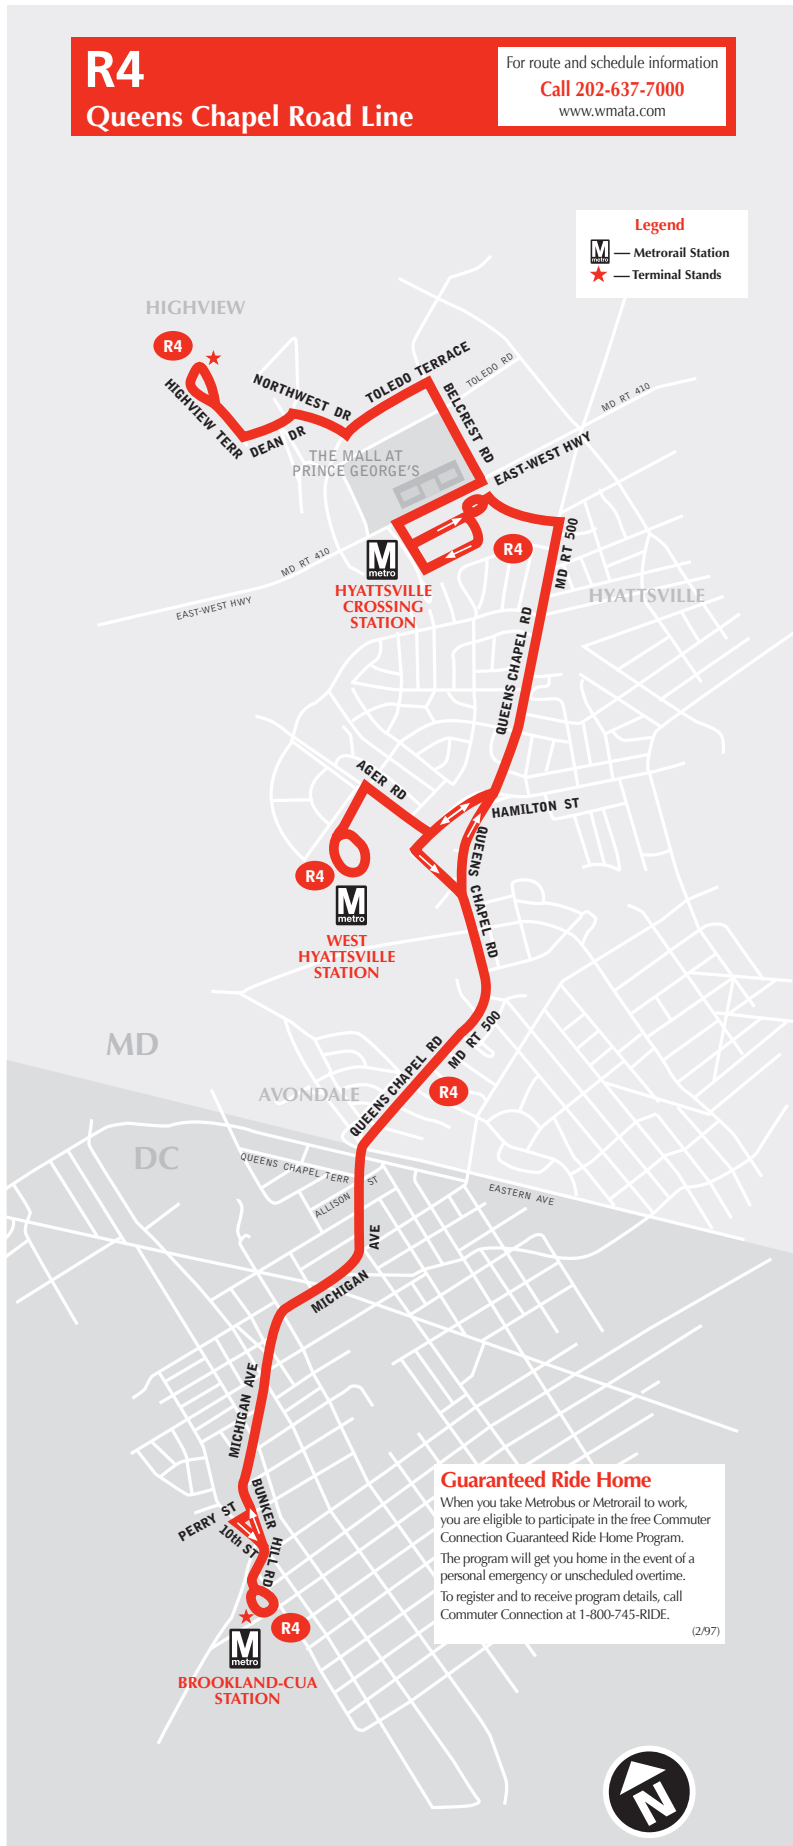 R4
Queens Chapel Road Line
For route and schedule information
Call 202-637-7000
www.wmata.com
Legend
M metro — Metrorail Station
— Terminal Stands
HIGHVIEW
R4
HIGHVIEW TERR
DEAN DR
NORTHWEST DR
TOLEDO TERRACE
TOLEDO RD
BELCREST RD
MD RT 410
EAST-WEST HWY
THE MALL AT
PRINCE GEORGE'S
MD RT 500
R4
M
metro
MD RT 410
EAST-WEST HWY
HYATTSVILLE
CROSSING
STATION
HYATTSVILLE
QUEENS CHAPEL RD
AGER RD
HAMILTON ST
QUEENS CHAPEL RD
R4
M
metro
WEST
HYATTSVILLE
STATION
MD RT 500
QUEENS CHAPEL RD
R4
MD
AVONDALE
DC
QUEENS CHAPEL TERR
ALLISON ST
EASTERN AVE
MICHIGAN AVE
MICHIGAN AVE
BUNKER HILL RD
PERRY ST
10th ST
R4
M
metro
BROOKLAND-CUA
STATION
Guaranteed Ride Home
When you take Metrobus or Metrorail to work,
you are eligible to participate in the free Commuter
Connection Guaranteed Ride Home Program.
The program will get you home in the event of a
personal emergency or unscheduled overtime.
To register and to receive program details, call
Commuter Connection at 1-800-745-RIDE.
(2/97)
N